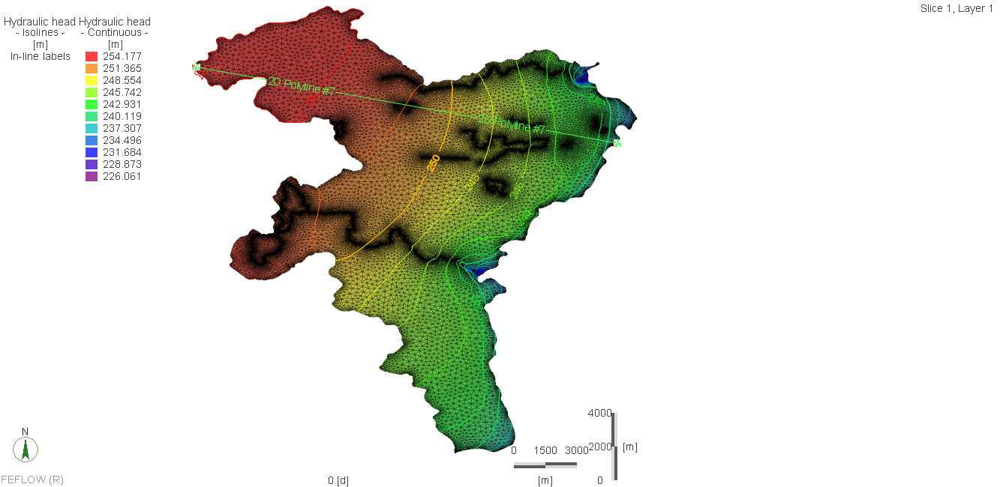 Slice 1, Layer 1
Hydraulic head Hydraulic head
- Isolines - - Continuous -
[m] [m]
In-line labels 254.177
251.365
248.554
245.742
242.931
240.119
237.307
234.496
231.684
228.873
226.061
2D Polyline #7
2D Polyline #7
250
248
246
N
FEFLOW (R)
0 [d]
0 1500 3000
[m]
4000
2000 [m]
0